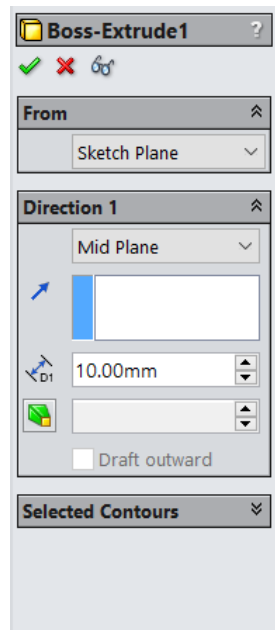 Boss-Extrude1 ?
From
Sketch Plane
Direction 1
Mid Plane
D1 10.00mm
Draft outward
Selected Contours